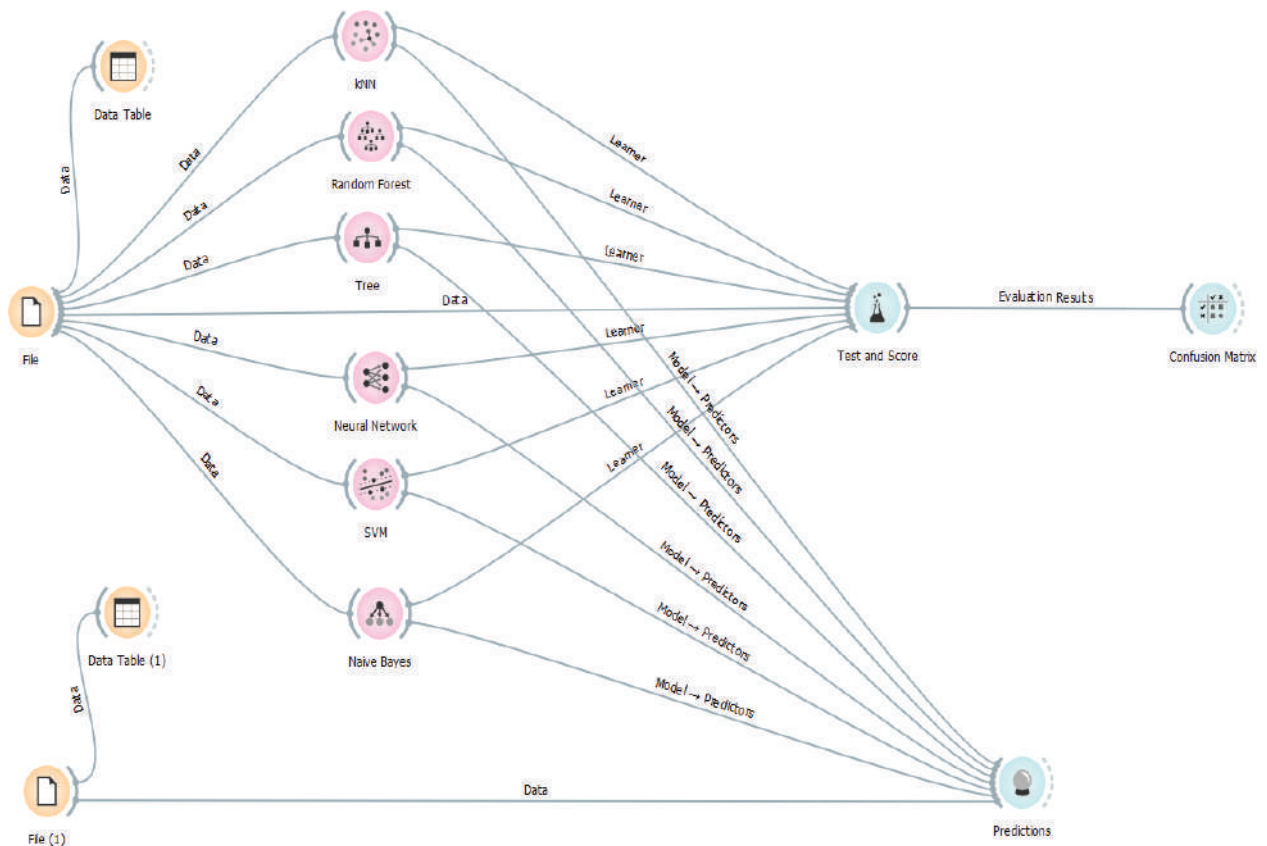 kNN
Data Table
Learner
Data
Random Forest
Data
Learner
Data
Learner
Data
Tree
Data
Evaluation Results
File
Data
Learner
Test and Score
Confusion Matrix
Model → Predictors
Learner
Data
Neural Network
Model → Predictors
Data
Learner
Model → Predictors
SVM
Model → Predictors
Data Table (1)
Naive Bayes
Model → Predictors
Data
Model → Predictors
Data
File (1)
Predictions